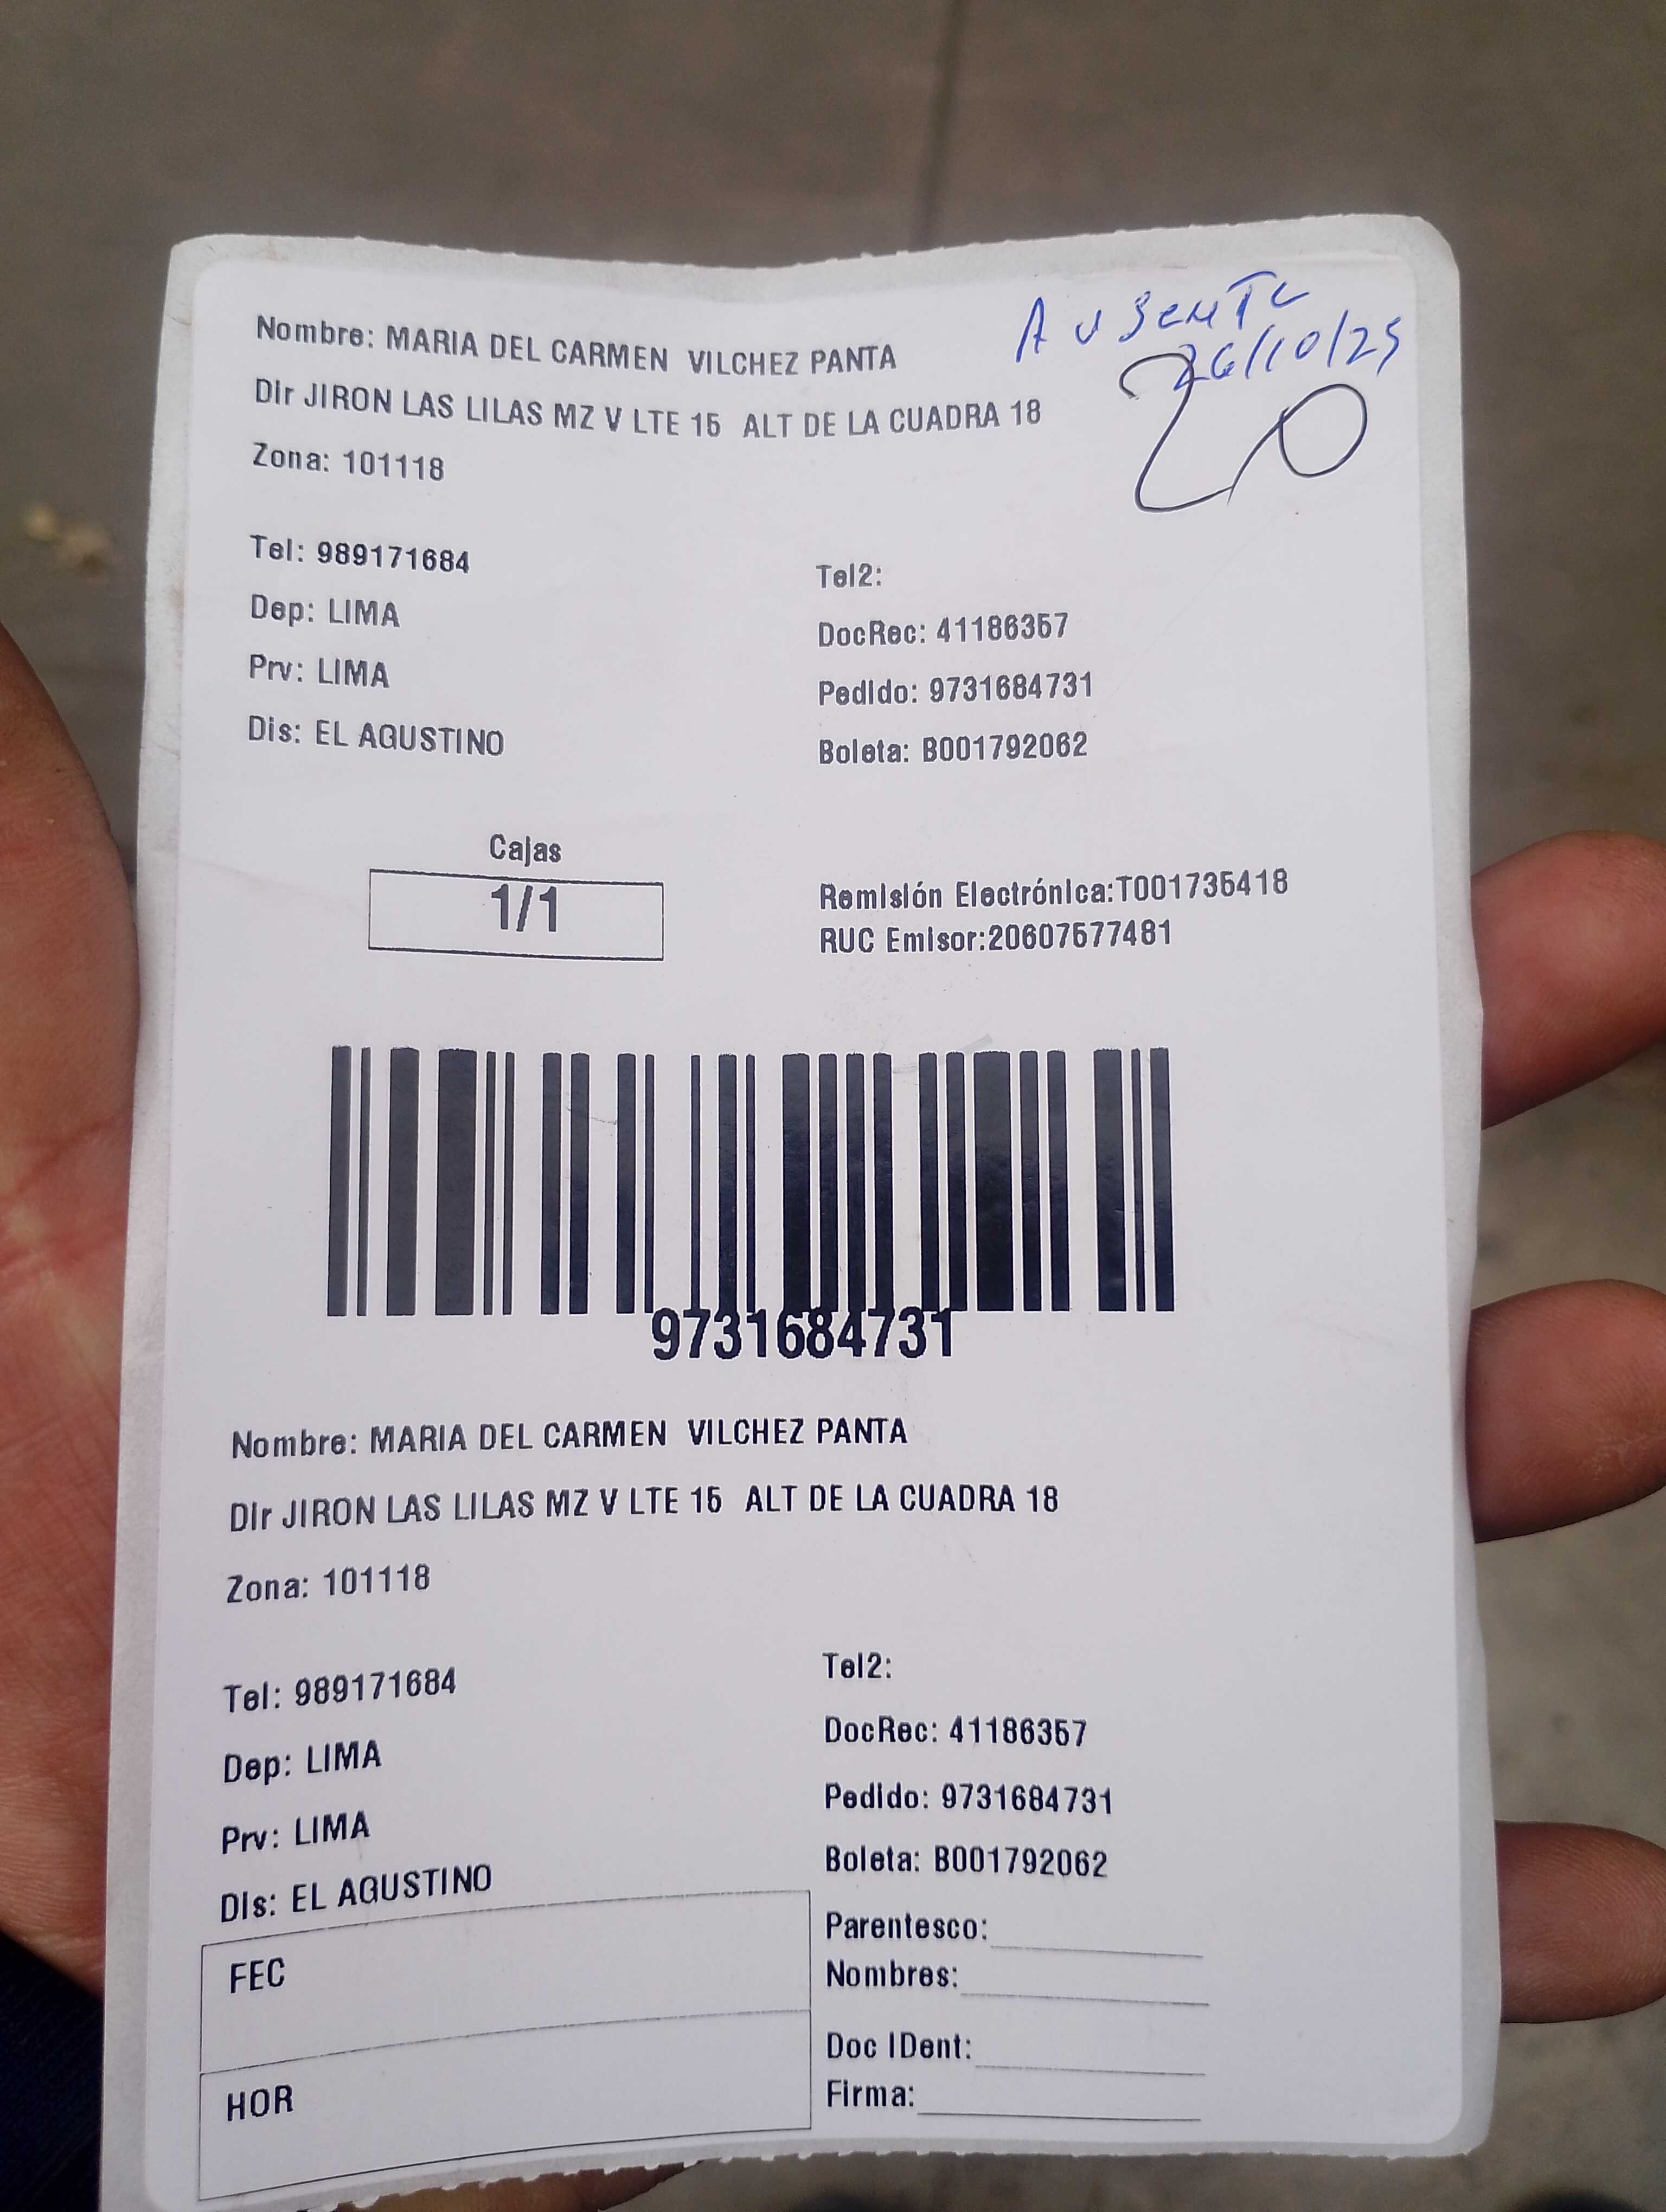 Nombre: MARIA DEL CARMEN VILCHEZ PANTA
AUSENTE
26/10/25
20
Dir JIRON LAS LILAS MZ V LTE 15 ALT DE LA CUADRA 18
Zona: 101118
Tel: 989171684
Tel2:
Dep: LIMA
DocRec: 41186357
Prv: LIMA
Pedido: 9731684731
Dis: EL AGUSTINO
Boleta: B001792062
Cajas
1/1
Remisión Electrónica:T001735418
RUC Emisor:20607577481
9731684731
Nombre: MARIA DEL CARMEN VILCHEZ PANTA
Dir JIRON LAS LILAS MZ V LTE 15 ALT DE LA CUADRA 18
Zona: 101118
Tel: 989171684
Tel2:
Dep: LIMA
DocRec: 41186357
Prv: LIMA
Pedido: 9731684731
Dis: EL AGUSTINO
Boleta: B001792062
FEC
Parentesco:
Nombres:
HOR
Doc IDent:
Firma: